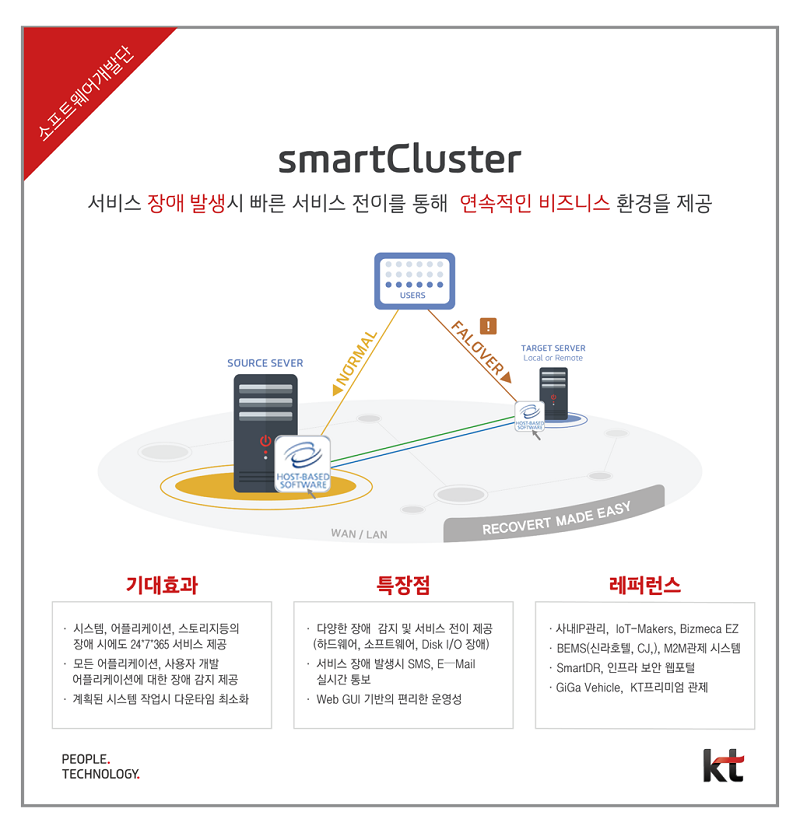 소프트웨어개발단
smartCluster
서비스 장애 발생시 빠른 서비스 전이를 통해 연속적인 비즈니스 환경을 제공
USERS
NORMAL
FALOVER
!
TARGET SERVER
Local or Remote
SOURCE SEVER
HOST-BASED
SOFTWARE
HOST-BASED
SOFTWARE
WAN / LAN
RECOVERT MADE EASY
기대효과
· 시스템, 어플리케이션, 스토리지등의
장애 시에도 24*7*365 서비스 제공
· 모든 어플리케이션, 사용자 개발
어플리케이션에 대한 장애 감지 제공
· 계획된 시스템 작업시 다운타임 최소화
특장점
· 다양한 장애 감지 및 서비스 전이 제공
(하드웨어, 소프트웨어, Disk I/O 장애)
· 서비스 장애 발생시 SMS, E-Mail
실시간 통보
· Web GUI 기반의 편리한 운영성
레퍼런스
· 사내IP관리, IoT-Makers, Bizmeca EZ
· BEMS(신라호텔, CJ,), M2M관제 시스템
· SmartDR, 인프라 보안 웹포털
· GiGa Vehicle, KT프리미엄 관제
PEOPLE.
TECHNOLOGY.
kt